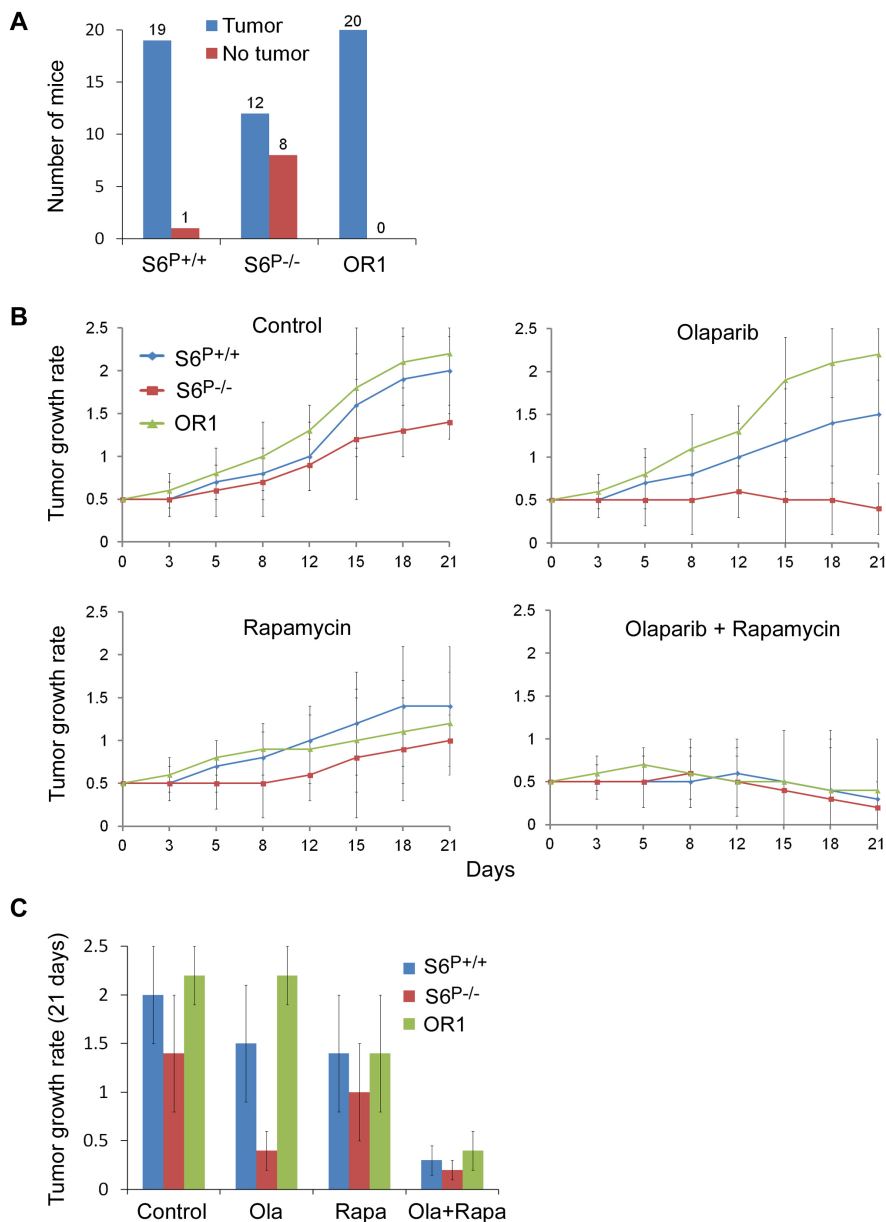 A
Number of mice
20
15
10
5
0
Tumor
No tumor
19
1
12
8
20
0
S6P+/+
S6P-/-
OR1
B
Control
Tumor growth rate
2.5
2
1.5
1
0.5
0
S6P+/+
S6P-/-
OR1
0 3 5 8 12 15 18 21
Olaparib
2.5
2
1.5
1
0.5
0
0 3 5 8 12 15 18 21
Rapamycin
Tumor growth rate
2.5
2
1.5
1
0.5
0
0 3 5 8 12 15 18 21
Olaparib + Rapamycin
2.5
2
1.5
1
0.5
0
0 3 5 8 12 15 18 21
Days
C
Tumor growth rate (21 days)
2.5
2
1.5
1
0.5
0
S6P+/+
S6P-/-
OR1
Control Ola Rapa Ola+Rapa